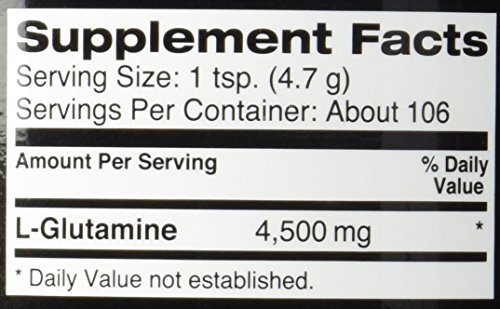 Supplement Facts
Serving Size: 1 tsp. (4.7 g)
Servings Per Container: About 106
Amount Per Serving % Daily
Value
L-Glutamine 4,500 mg *
* Daily Value not established.